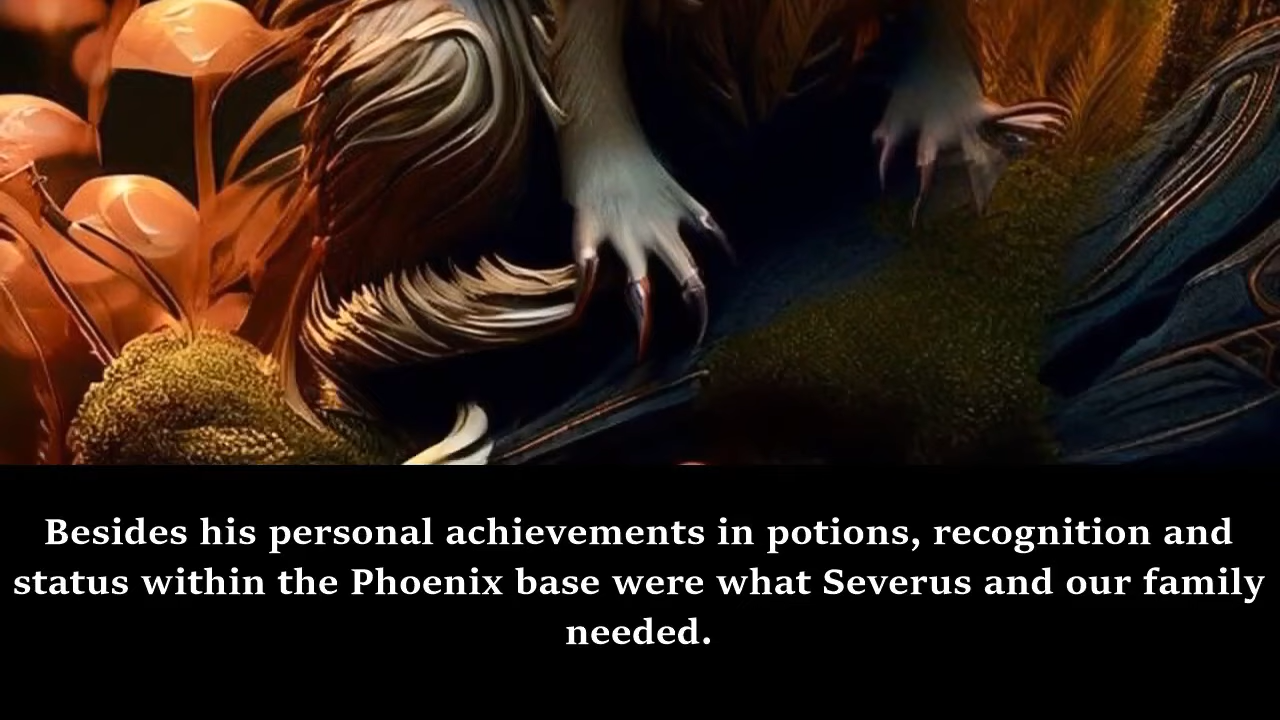 Besides his personal achievements in potions, recognition and
status within the Phoenix base were what Severus and our family
needed.